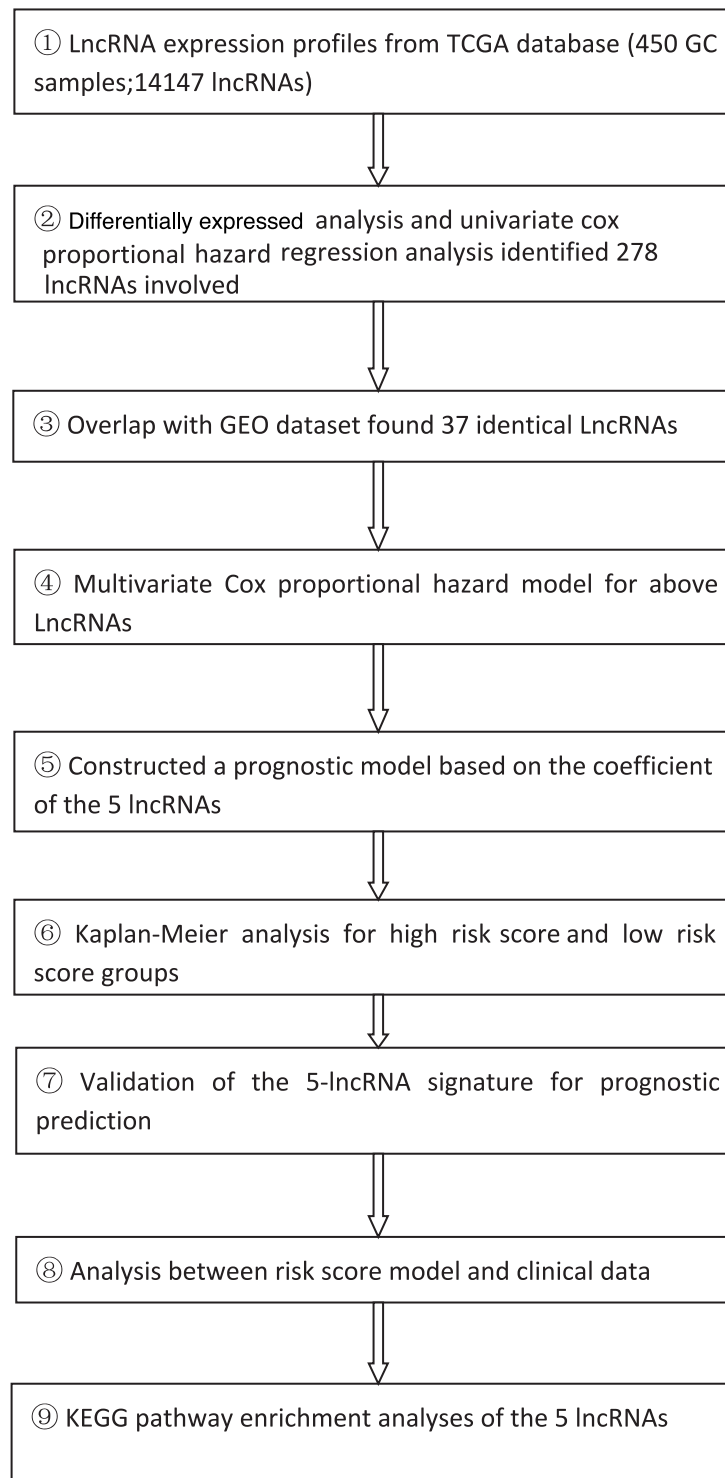 ① LncRNA expression profiles from TCGA database (450 GC
samples;14147 lncRNAs)
② Differentially expressed analysis and univariate cox
proportional hazard regression analysis identified 278
lncRNAs involved
③ Overlap with GEO dataset found 37 identical LncRNAs
④ Multivariate Cox proportional hazard model for above
LncRNAs
⑤ Constructed a prognostic model based on the coefficient
of the 5 lncRNAs
⑥ Kaplan-Meier analysis for high risk score and low risk
score groups
⑦ Validation of the 5-lncRNA signature for prognostic
prediction
⑧ Analysis between risk score model and clinical data
⑨ KEGG pathway enrichment analyses of the 5 lncRNAs